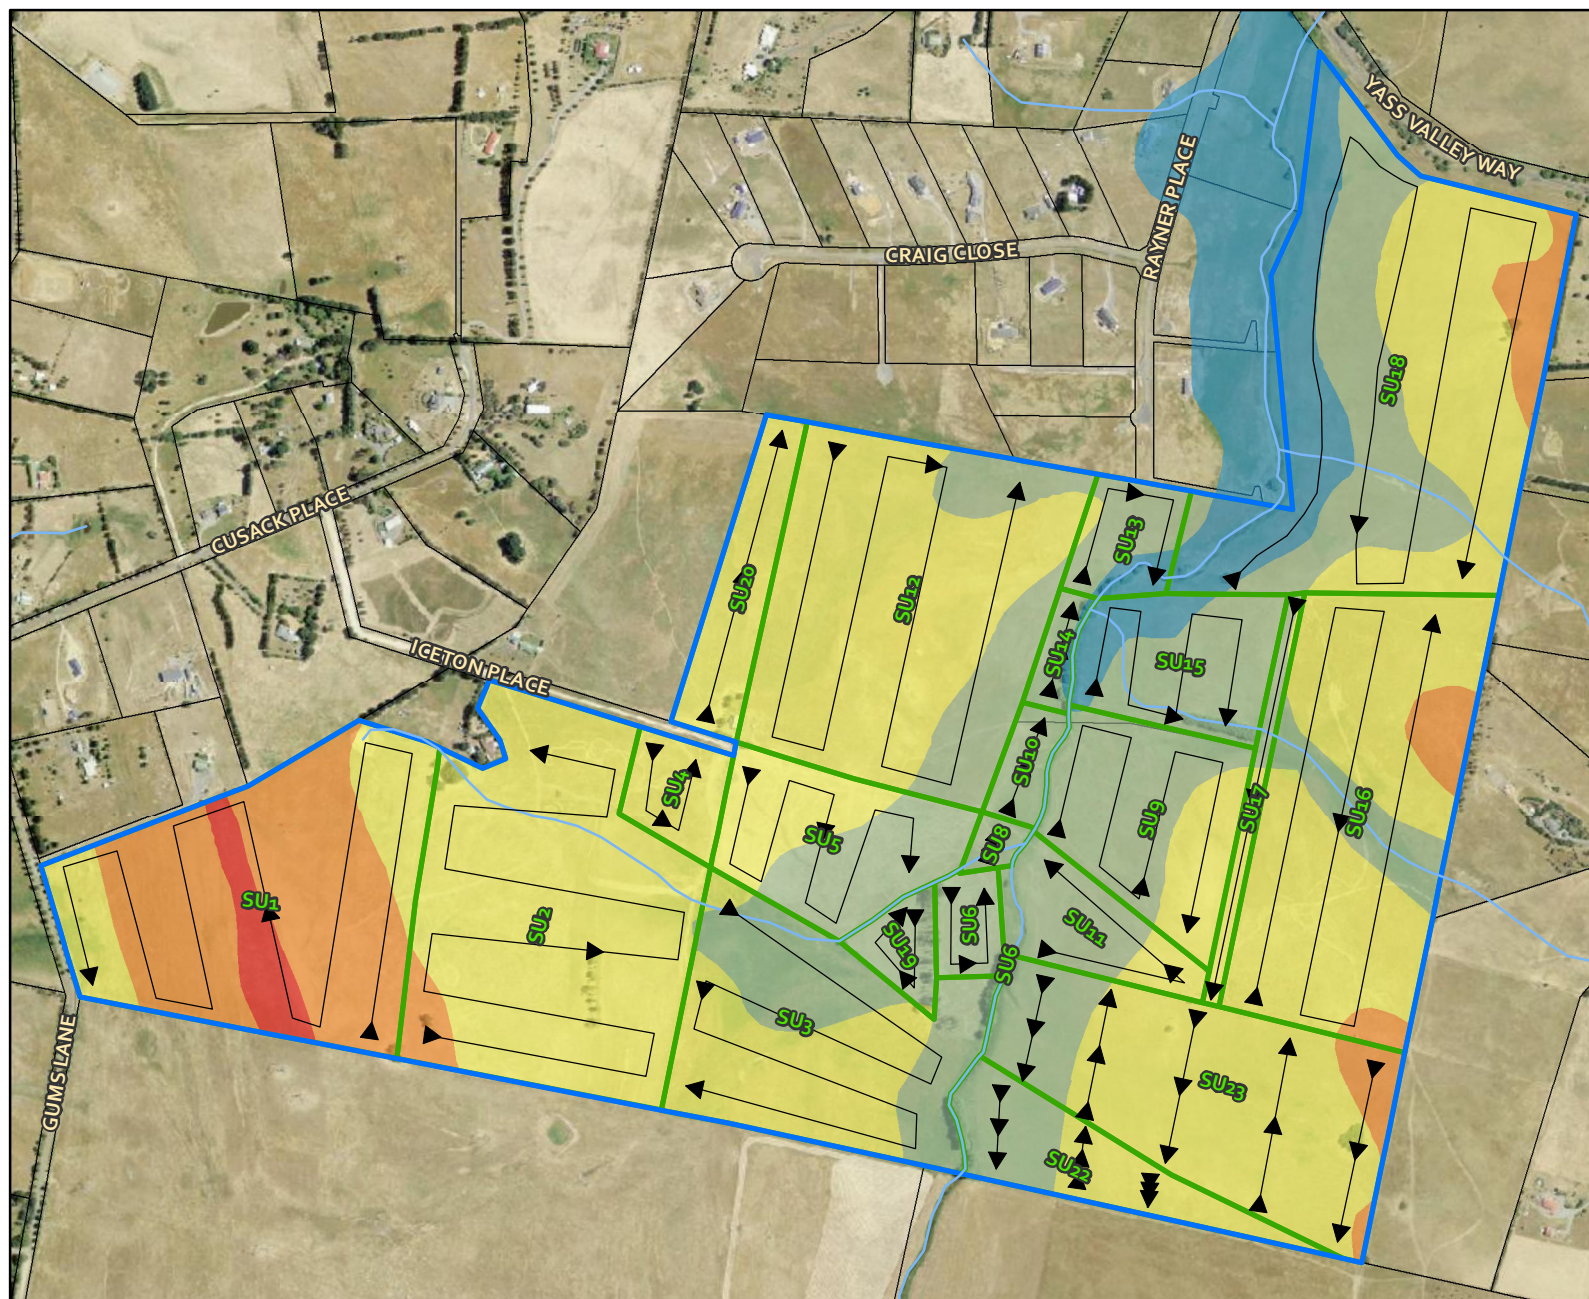 YASS VALLEY WAY
RAYNER PLACE
CRAIG CLOSE
SU18
CUSACK PLACE
SU13
SU20
SU12
SU14
SU15
ICETON PLACE
SU10
SU4
SU9
SU17
SU16
SU5
SU8
SU1
SU2
SU6
SU11
SU19
SU6
SU3
GUMS LANE
SU23
SU22